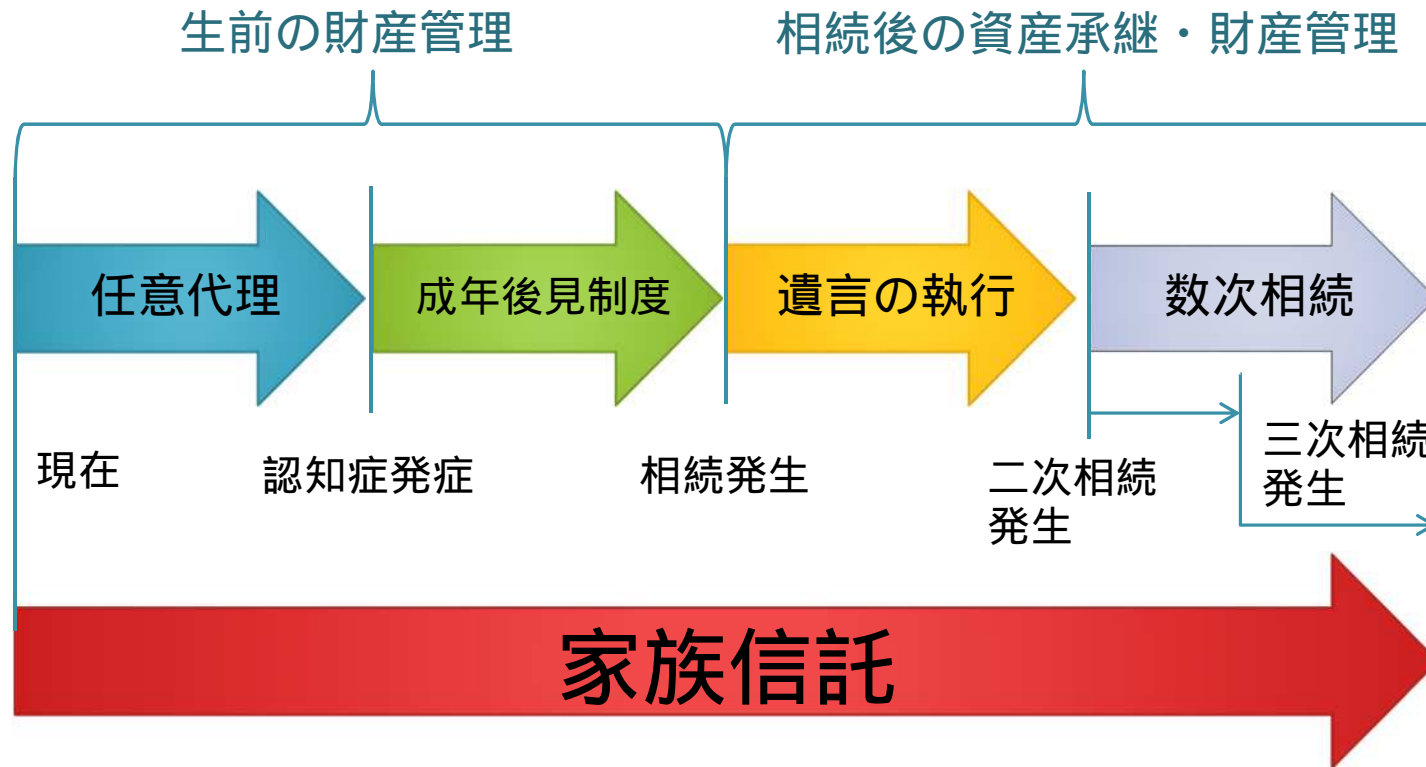 生前の財産管理
相続後の資産承継・財産管理
任意代理
成年後見制度
遺言の執行
数次相続
現在
認知症発症
相続発生
二次相続
発生
三次相続
発生
家族信託